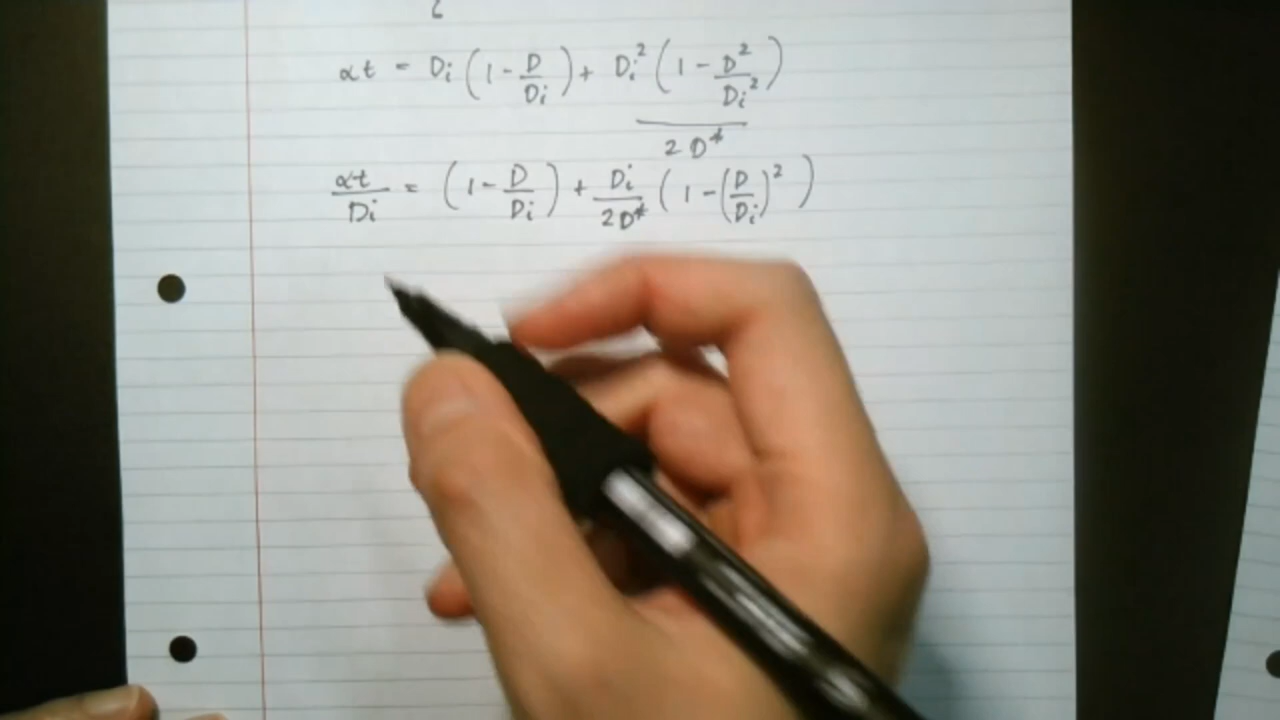 αt = Di (1 - D/Di) + Di² (1 - D²/Di²) / 2D*
αt/Di = (1 - D/Di) + Di/2D* (1 - (D/Di)²)